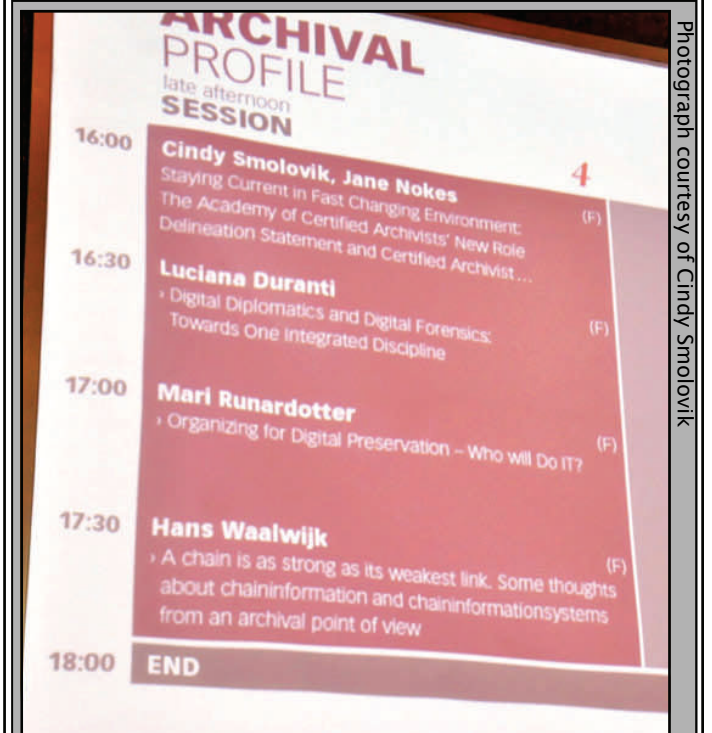 ARCHIVAL
PROFILE
late afternoon
SESSION
4
16:00
Cindy Smolovik, Jane Nokes
Staying Current in Fast Changing Environment:
The Academy of Certified Archivists' New Role
Delineation Statement and Certified Archivist...
(F)
16:30
Luciana Duranti
› Digital Diplomatics and Digital Forensics:
Towards One Integrated Discipline
(F)
17:00
Mari Runardotter
› Organizing for Digital Preservation – Who will Do IT?
(F)
17:30
Hans Waalwijk
› A chain is as strong as its weakest link. Some thoughts
about chaininformation and chaininformationsystems
from an archival point of view
(F)
18:00
END
Photograph courtesy of Cindy Smolovik